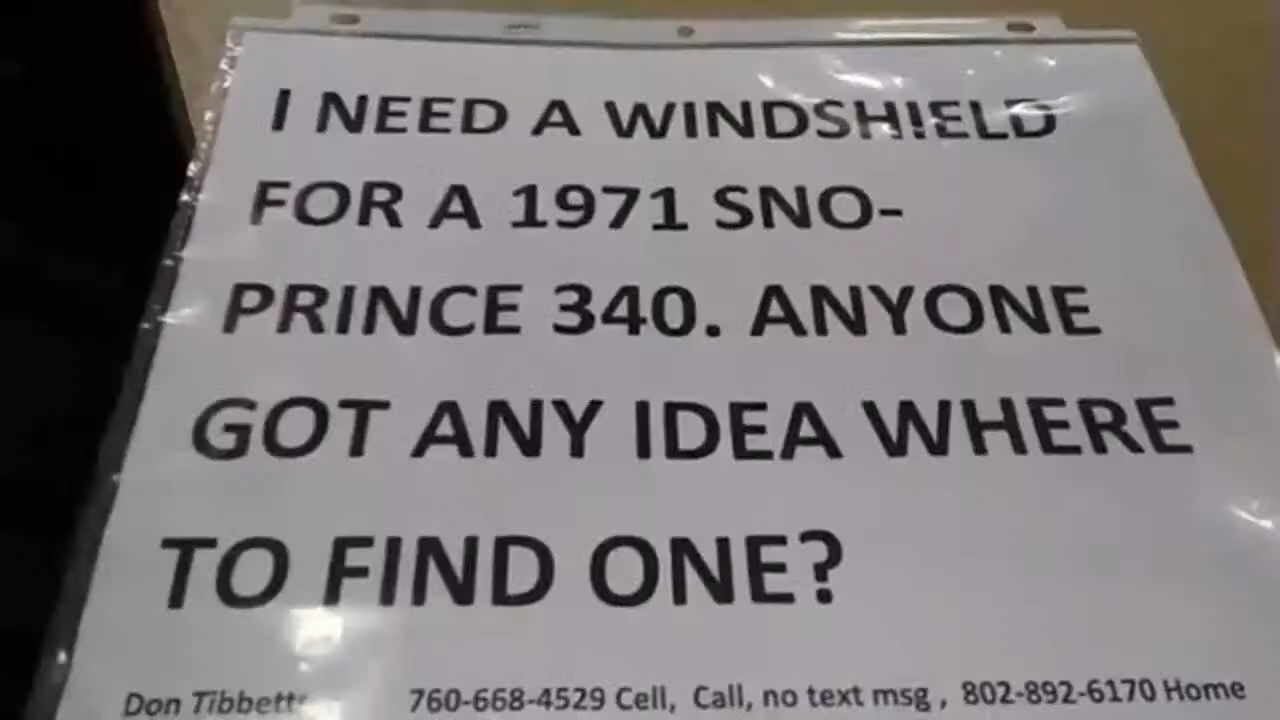 I NEED A WINDSHIELD
FOR A 1971 SNO-
PRINCE 340. ANYONE
GOT ANY IDEA WHERE
TO FIND ONE?
Don Tibbetts 760-668-4529 Cell, Call, no text msg , 802-892-6170 Home